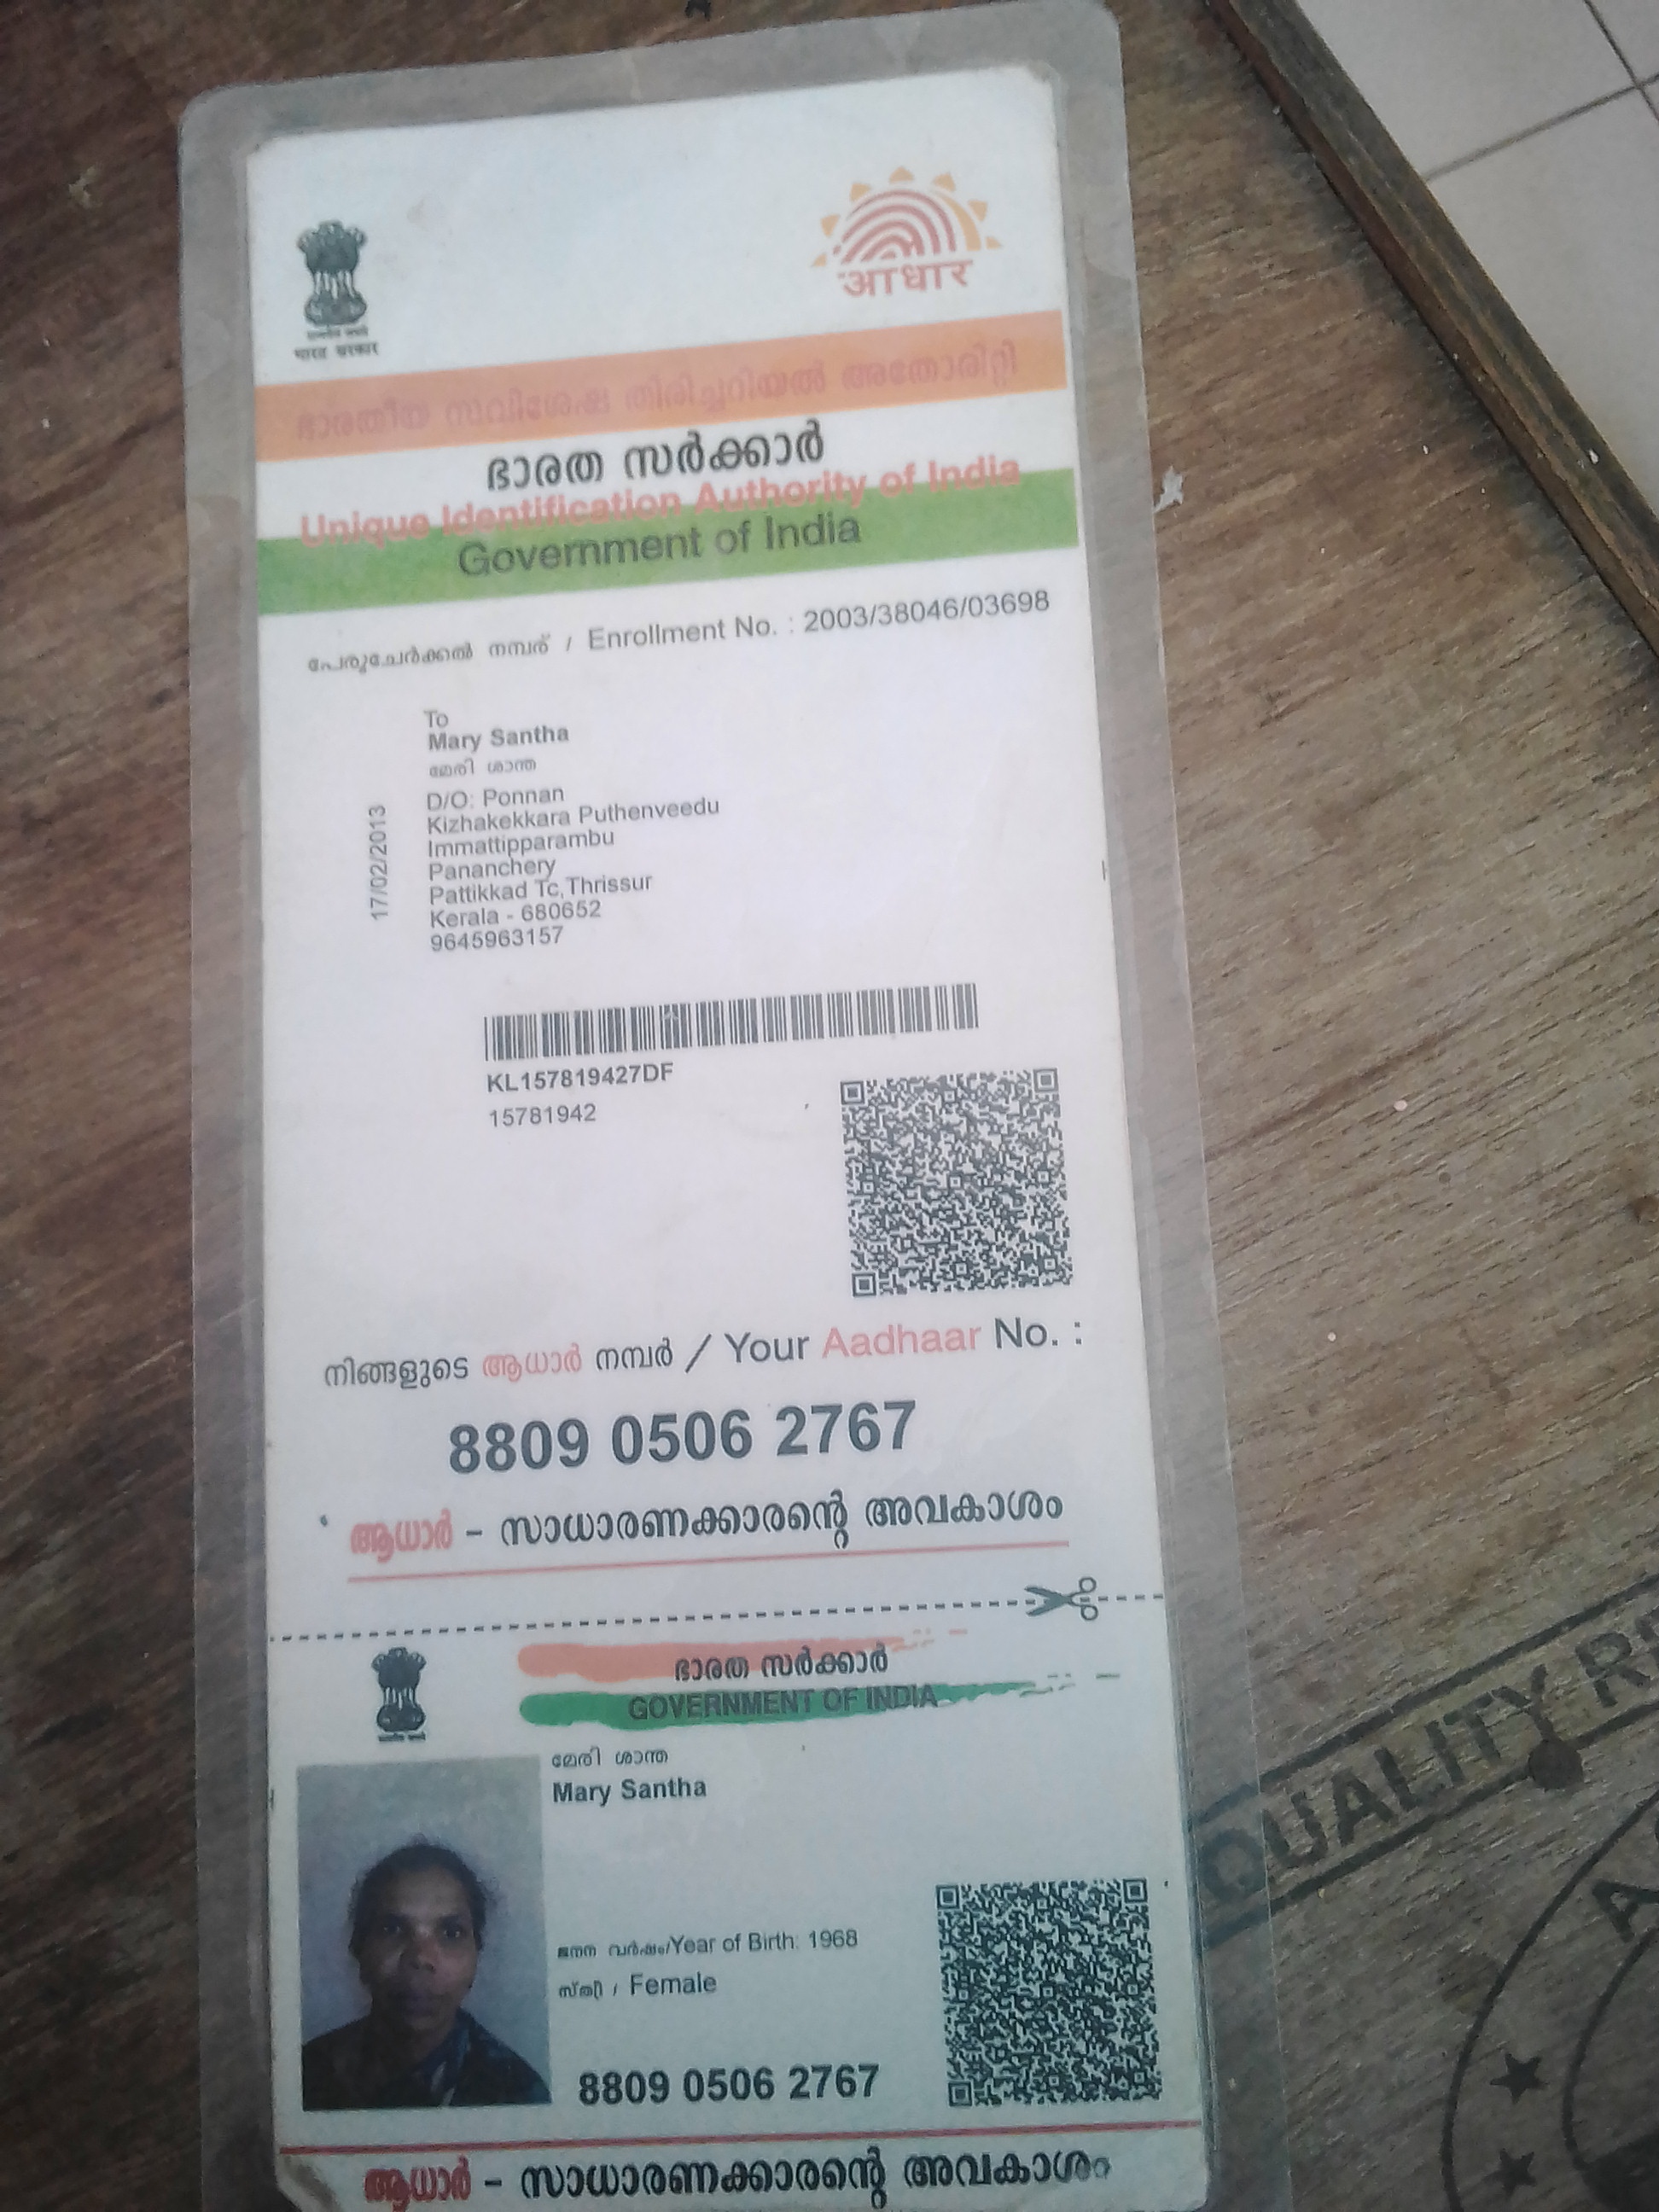 भारत सरकार
आधार
ഭാരതീയ സവിശേഷ തിരിച്ചറിയൽ അതോരിറ്റി
ഭാരത സർക്കാർ
Unique Identification Authority of India
Government of India
പേരുചേർക്കൽ നമ്പര് / Enrollment No. : 2003/38046/03698
To
Mary Santha
മേരി ശാന്ത
D/O: Ponnan
Kizhakekkara Puthenveedu
Immattipparambu
Pananchery
Pattikkad Tc,Thrissur
Kerala - 680652
9645963157
17/02/2013
KL157819427DF
15781942
നിങ്ങളുടെ ആധാർ നമ്പർ / Your Aadhaar No. :
8809 0506 2767
ആധാർ - സാധാരണക്കാരന്റെ അവകാശം
ഭാരത സർക്കാർ
GOVERNMENT OF INDIA
മേരി ശാന്ത
Mary Santha
ജനന വർഷം/Year of Birth: 1968
സ്ത്രീ / Female
8809 0506 2767
ആധാർ - സാധാരണക്കാരന്റെ അവകാശം
QUALITY